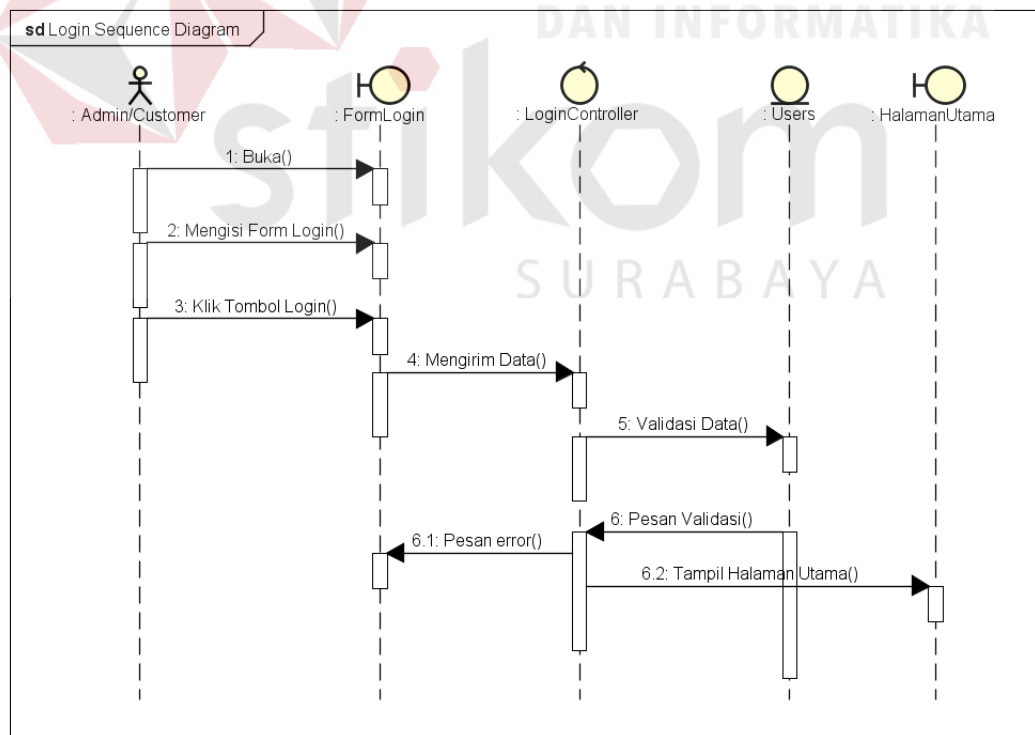 DAN INFORMATIKA
sd Login Sequence Diagram
stikom
SURABAYA
: Admin/Customer
: FormLogin
: LoginController
: Users
: HalamanUtama
1: Buka()
2: Mengisi Form Login()
3: Klik Tombol Login()
4: Mengirim Data()
5: Validasi Data()
6: Pesan Validasi()
6.1: Pesan error()
6.2: Tampil Halaman Utama()